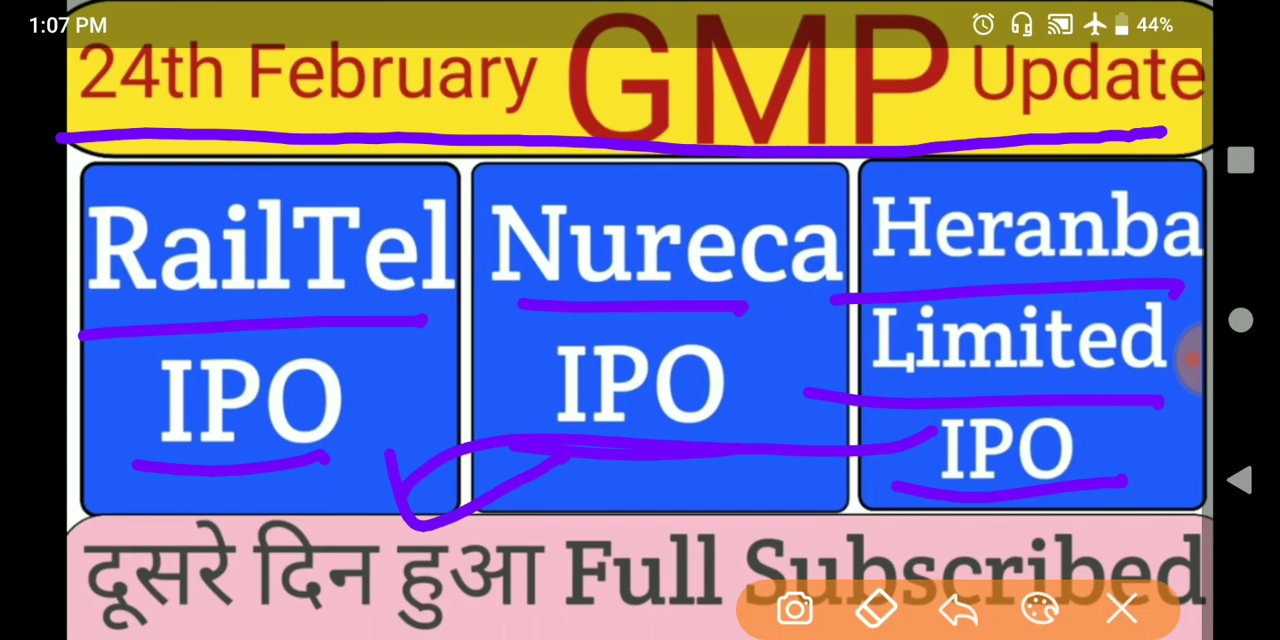 1:07 PM 44%
24th February GMP Update
RailTel
IPO
Nureca
IPO
Heranba
Limited
IPO
दूसरे दिन हुआ Full Subscribed